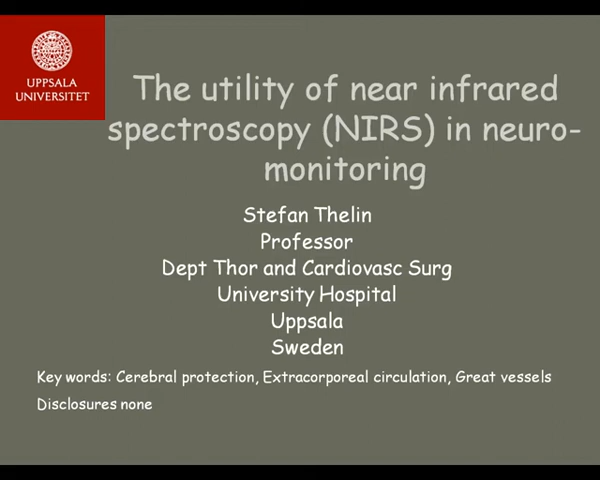 UPPSALA
UNIVERSITET
The utility of near infrared
spectroscopy (NIRS) in neuro-
monitoring
Stefan Thelin
Professor
Dept Thor and Cardiovasc Surg
University Hospital
Uppsala
Sweden
Key words: Cerebral protection, Extracorporeal circulation, Great vessels
Disclosures none